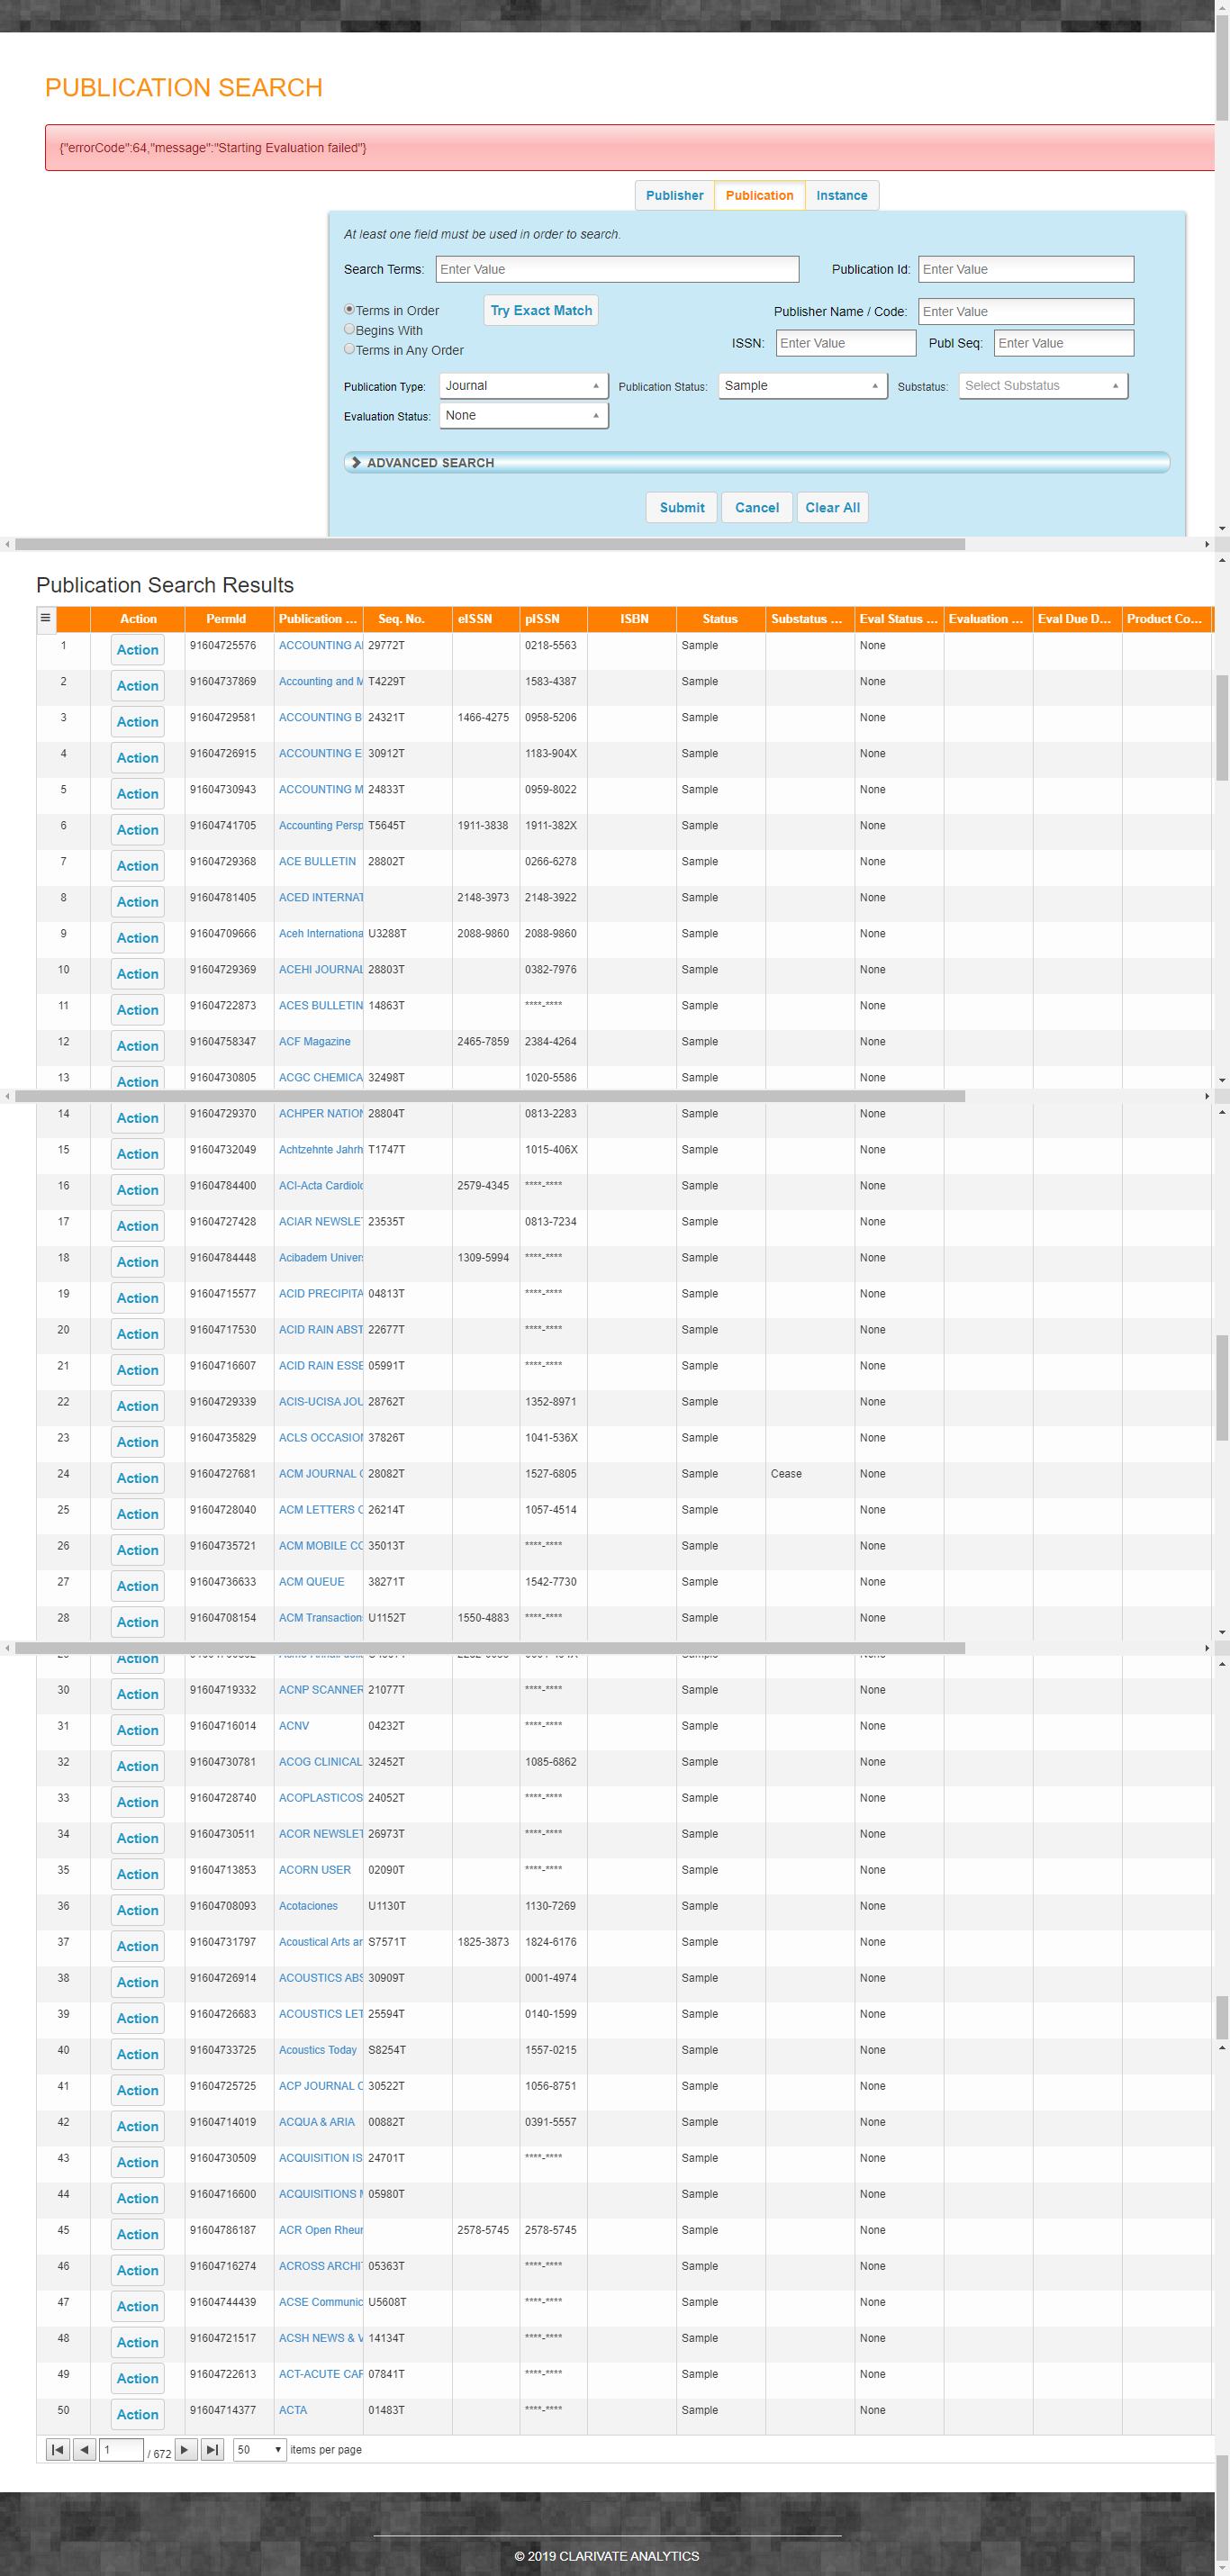 PUBLICATION SEARCH
{"errorCode":64,"message":"Starting Evaluation failed"}
Publisher Publication Instance
At least one field must be used in order to search.
Search Terms: Enter Value Publication Id: Enter Value
Terms in Order Try Exact Match Publisher Name / Code: Enter Value
Begins With
Terms in Any Order ISSN: Enter Value Publ Seq: Enter Value
Publication Type: Journal Publication Status: Sample Substatus: Select Substatus
Evaluation Status: None
ADVANCED SEARCH
Submit Cancel Clear All
Publication Search Results
Action PermId Publication ... Seq. No. eISSN pISSN ISBN Status Substatus ... Eval Status ... Evaluation ... Eval Due D... Product Co...
1 Action 91604725576 ACCOUNTING A 29772T 0218-5563 Sample None
2 Action 91604737869 Accounting and M T4229T 1583-4387 Sample None
3 Action 91604729581 ACCOUNTING B 24321T 1466-4275 0958-5206 Sample None
4 Action 91604726915 ACCOUNTING E 30912T 1183-904X Sample None
5 Action 91604730943 ACCOUNTING M 24833T 0959-8022 Sample None
6 Action 91604741705 Accounting Persp T5645T 1911-3838 1911-382X Sample None
7 Action 91604729368 ACE BULLETIN 28802T 0266-6278 Sample None
8 Action 91604781405 ACED INTERNAT 2148-3973 2148-3922 Sample None
9 Action 91604709666 Aceh Internationa U3288T 2088-9860 2088-9860 Sample None
10 Action 91604729369 ACEHI JOURNAL 28803T 0382-7976 Sample None
11 Action 91604722873 ACES BULLETIN 14863T ****-**** Sample None
12 Action 91604758347 ACF Magazine 2465-7859 2384-4264 Sample None
13 Action 91604730805 ACGC CHEMICA 32498T 1020-5586 Sample None
14 Action 91604729370 ACHPER NATION 28804T 0813-2283 Sample None
15 Action 91604732049 Achtzehnte Jahrh T1747T 1015-406X Sample None
16 Action 91604784400 ACI-Acta Cardiolo 2579-4345 ****-**** Sample None
17 Action 91604727428 ACIAR NEWSLET 23535T 0813-7234 Sample None
18 Action 91604784448 Acibadem Univers 1309-5994 ****-**** Sample None
19 Action 91604715577 ACID PRECIPITA 04813T ****-**** Sample None
20 Action 91604717530 ACID RAIN ABST 22677T ****-**** Sample None
21 Action 91604716607 ACID RAIN ESSE 05991T ****-**** Sample None
22 Action 91604729339 ACIS-UCISA JOU 28762T 1352-8971 Sample None
23 Action 91604735829 ACLS OCCASION 37826T 1041-536X Sample None
24 Action 91604727681 ACM JOURNAL O 28082T 1527-6805 Sample Cease None
25 Action 91604728040 ACM LETTERS O 26214T 1057-4514 Sample None
26 Action 91604735721 ACM MOBILE CO 35013T ****-**** Sample None
27 Action 91604736633 ACM QUEUE 38271T 1542-7730 Sample None
28 Action 91604708154 ACM Transaction U1152T 1550-4883 ****-**** Sample None
Action
30 Action 91604719332 ACNP SCANNER 21077T ****-**** Sample None
31 Action 91604716014 ACNV 04232T ****-**** Sample None
32 Action 91604730781 ACOG CLINICAL 32452T 1085-6862 Sample None
33 Action 91604728740 ACOPLASTICOS 24052T ****-**** Sample None
34 Action 91604730511 ACOR NEWSLET 26973T ****-**** Sample None
35 Action 91604713853 ACORN USER 02090T ****-**** Sample None
36 Action 91604708093 Acotaciones U1130T 1130-7269 Sample None
37 Action 91604731797 Acoustical Arts an S7571T 1825-3873 1824-6176 Sample None
38 Action 91604726914 ACOUSTICS ABS 30909T 0001-4974 Sample None
39 Action 91604726683 ACOUSTICS LET 25594T 0140-1599 Sample None
40 Action 91604733725 Acoustics Today S8254T 1557-0215 Sample None
41 Action 91604725725 ACP JOURNAL C 30522T 1056-8751 Sample None
42 Action 91604714019 ACQUA & ARIA 00882T 0391-5557 Sample None
43 Action 91604730509 ACQUISITION IS 24701T ****-**** Sample None
44 Action 91604716600 ACQUISITIONS M 05980T Sample None
45 Action 91604786187 ACR Open Rheum 2578-5745 2578-5745 Sample None
46 Action 91604716274 ACROSS ARCHIT 05363T ****-**** Sample None
47 Action 91604744439 ACSE Communic U5608T ****-**** Sample None
48 Action 91604721517 ACSH NEWS & V 14134T ****-**** Sample None
49 Action 91604722613 ACT-ACUTE CAR 07841T ****-**** Sample None
50 Action 91604714377 ACTA 01483T ****-**** Sample None
1 / 672 50 items per page
© 2019 CLARIVATE ANALYTICS